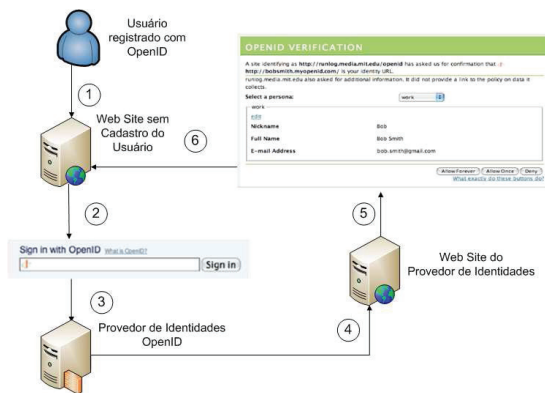 Usuário
registrado com
OpenID
1
Web Site sem
Cadastro do
Usuário
2
Sign in with OpenID What is OpenID?
Sign in
3
Provedor de Identidades
OpenID
4
Web Site do
Provedor de Identidades
5
6
OPENID VERIFICATION
A site identifying as http://runlog.media.mit.edu/openid has asked us for confirmation that
http://bobsmith.myopenid.com/ is your identity URL.
runlog.media.mit.edu also asked for additional information. It did not provide a link to the policy on data it
collects.
Select a persona: work
work
edit
Nickname Bob
Full Name Bob Smith
E-mail Address bob.smith@gmail.com
Allow Forever Allow Once Deny
What exactly do these buttons do?